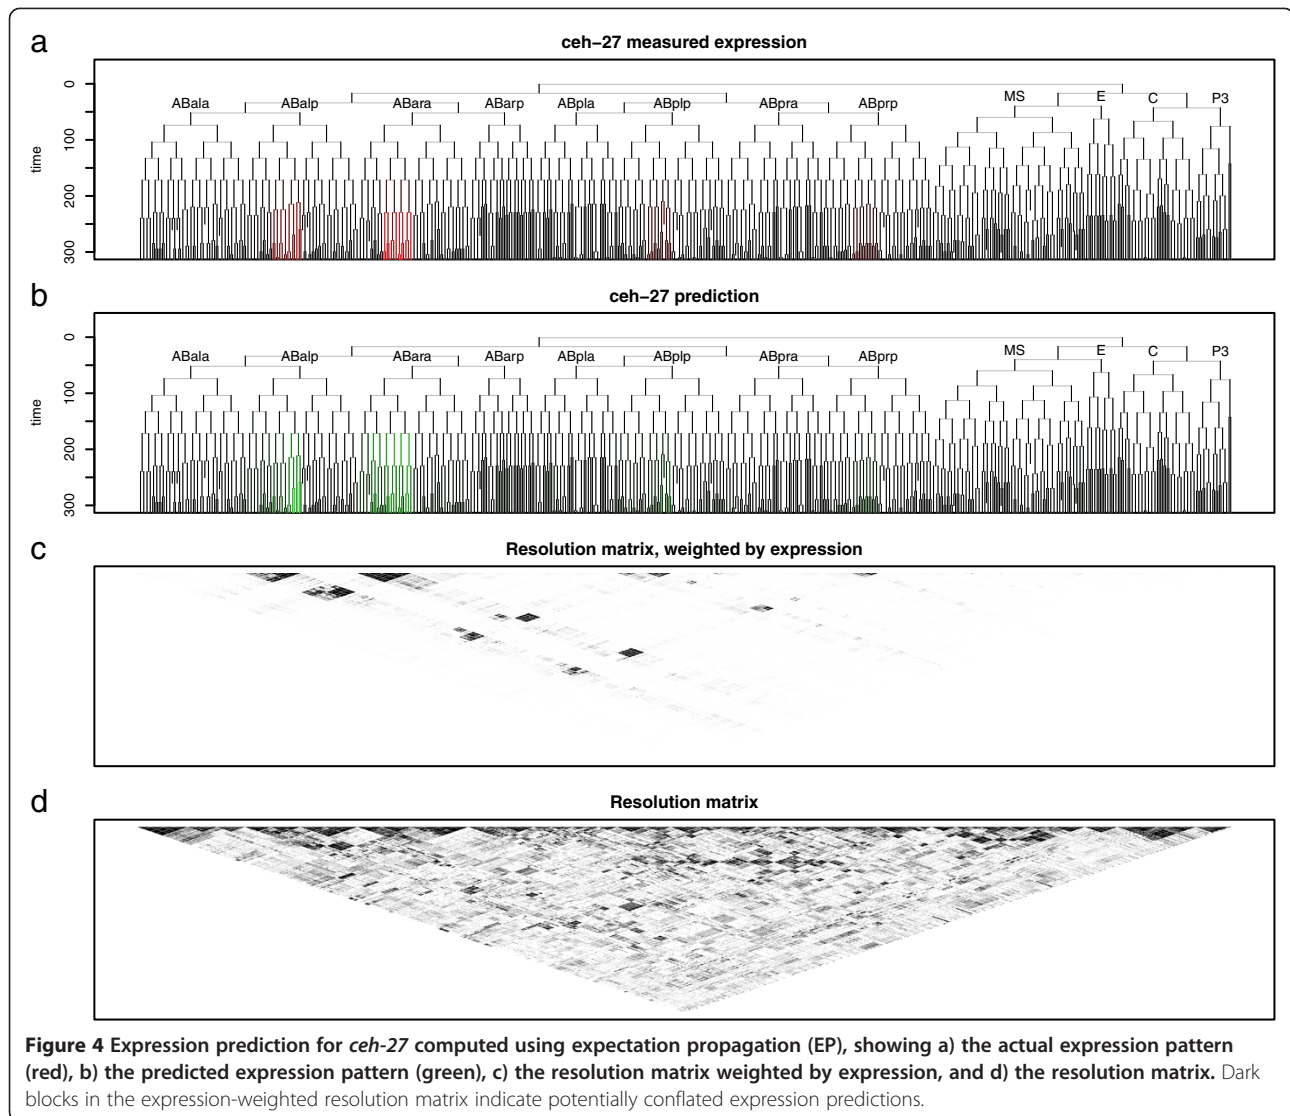 a
ceh−27 measured expression
0
100
200
300
time
ABala
ABalp
ABara
ABarp
ABpla
ABplp
ABpra
ABprp
MS
E
C
P3
b
ceh−27 prediction
0
100
200
300
time
ABala
ABalp
ABara
ABarp
ABpla
ABplp
ABpra
ABprp
MS
E
C
P3
c
Resolution matrix, weighted by expression
d
Resolution matrix
Figure 4 Expression prediction for ceh-27 computed using expectation propagation (EP), showing a) the actual expression pattern
(red), b) the predicted expression pattern (green), c) the resolution matrix weighted by expression, and d) the resolution matrix. Dark
blocks in the expression-weighted resolution matrix indicate potentially conflated expression predictions.